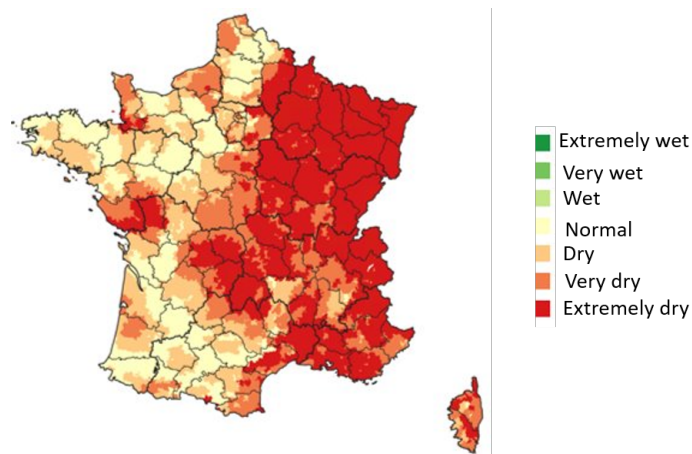 Extremely wet
Very wet
Wet
Normal
Dry
Very dry
Extremely dry